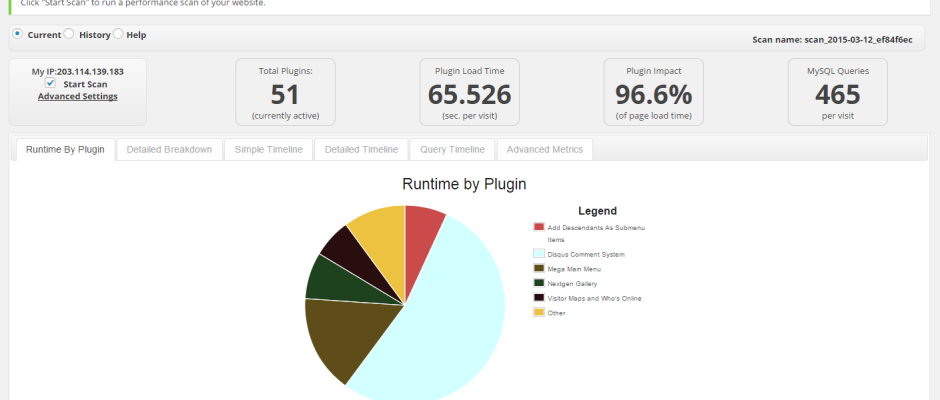 Click "Start Scan" to run a performance scan of your website.
Current History Help
Scan name: scan_2015-03-12_ef84f6ec
My IP:203.114.139.183
Start Scan
Advanced Settings
Total Plugins:
51
(currently active)
Plugin Load Time
65.526
(sec. per visit)
Plugin Impact
96.6%
(of page load time)
MySQL Queries
465
per visit
Runtime By Plugin Detailed Breakdown Simple Timeline Detailed Timeline Query Timeline Advanced Metrics
Runtime by Plugin
Legend
Add Descendants As Submenu
Items
Disqus Comment System
Mega Main Menu
Nextgen Gallery
Visitor Maps and Who's Online
Other